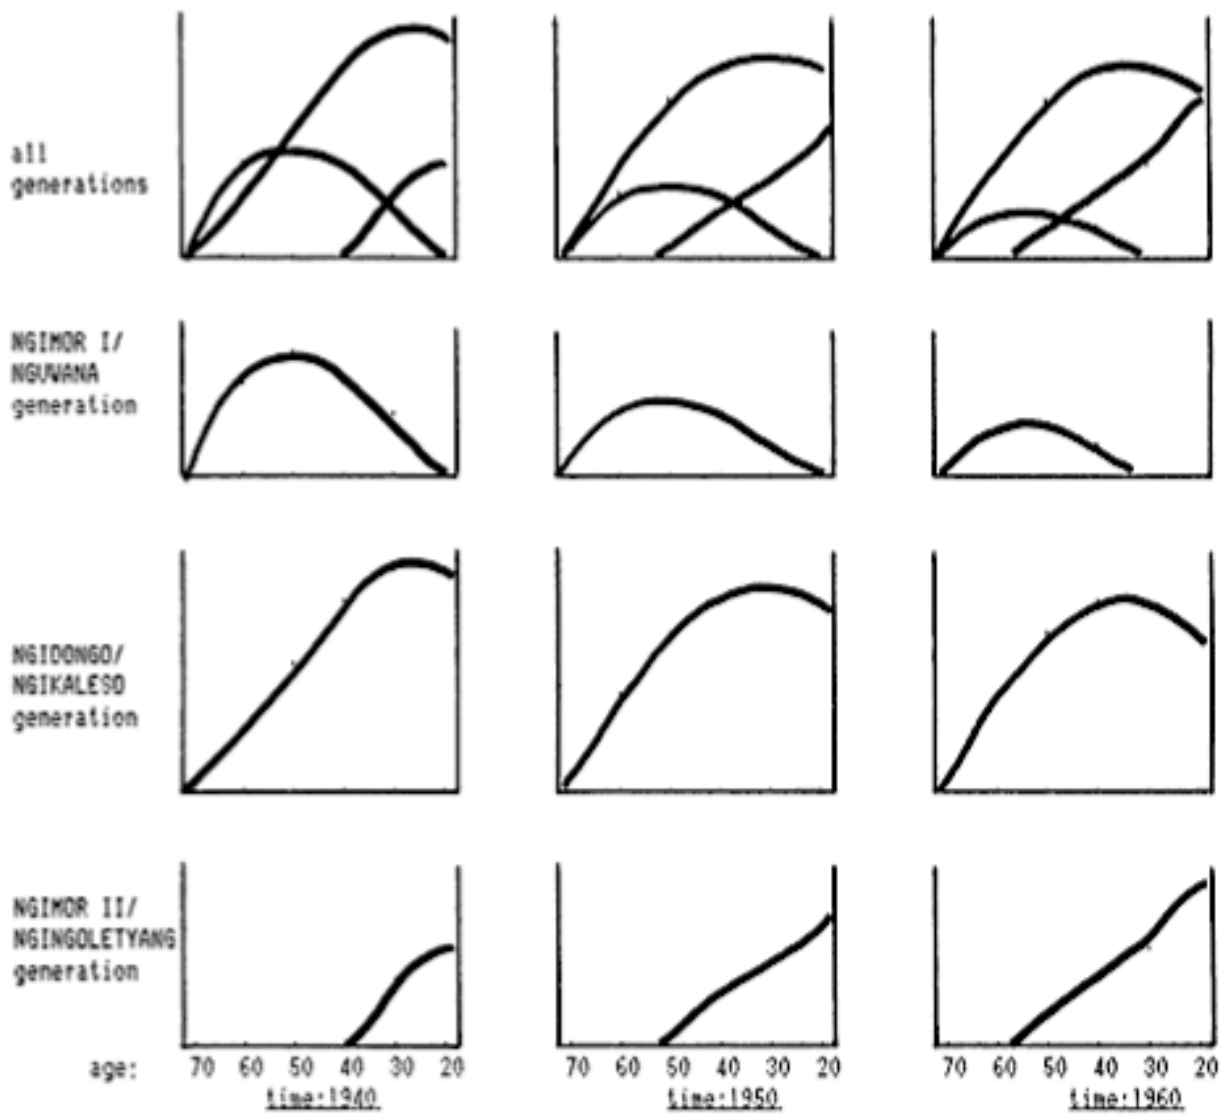 all
generations
NGIMOR I/
NGUWANA
generation
NGIDONGO/
NGIKALESO
generation
NGIMOR II/
NGINGOLETYANG
generation
age: 70 60 50 40 30 20 70 60 50 40 30 20 70 60 50 40 30 20
time:1940 time:1950 time:1960